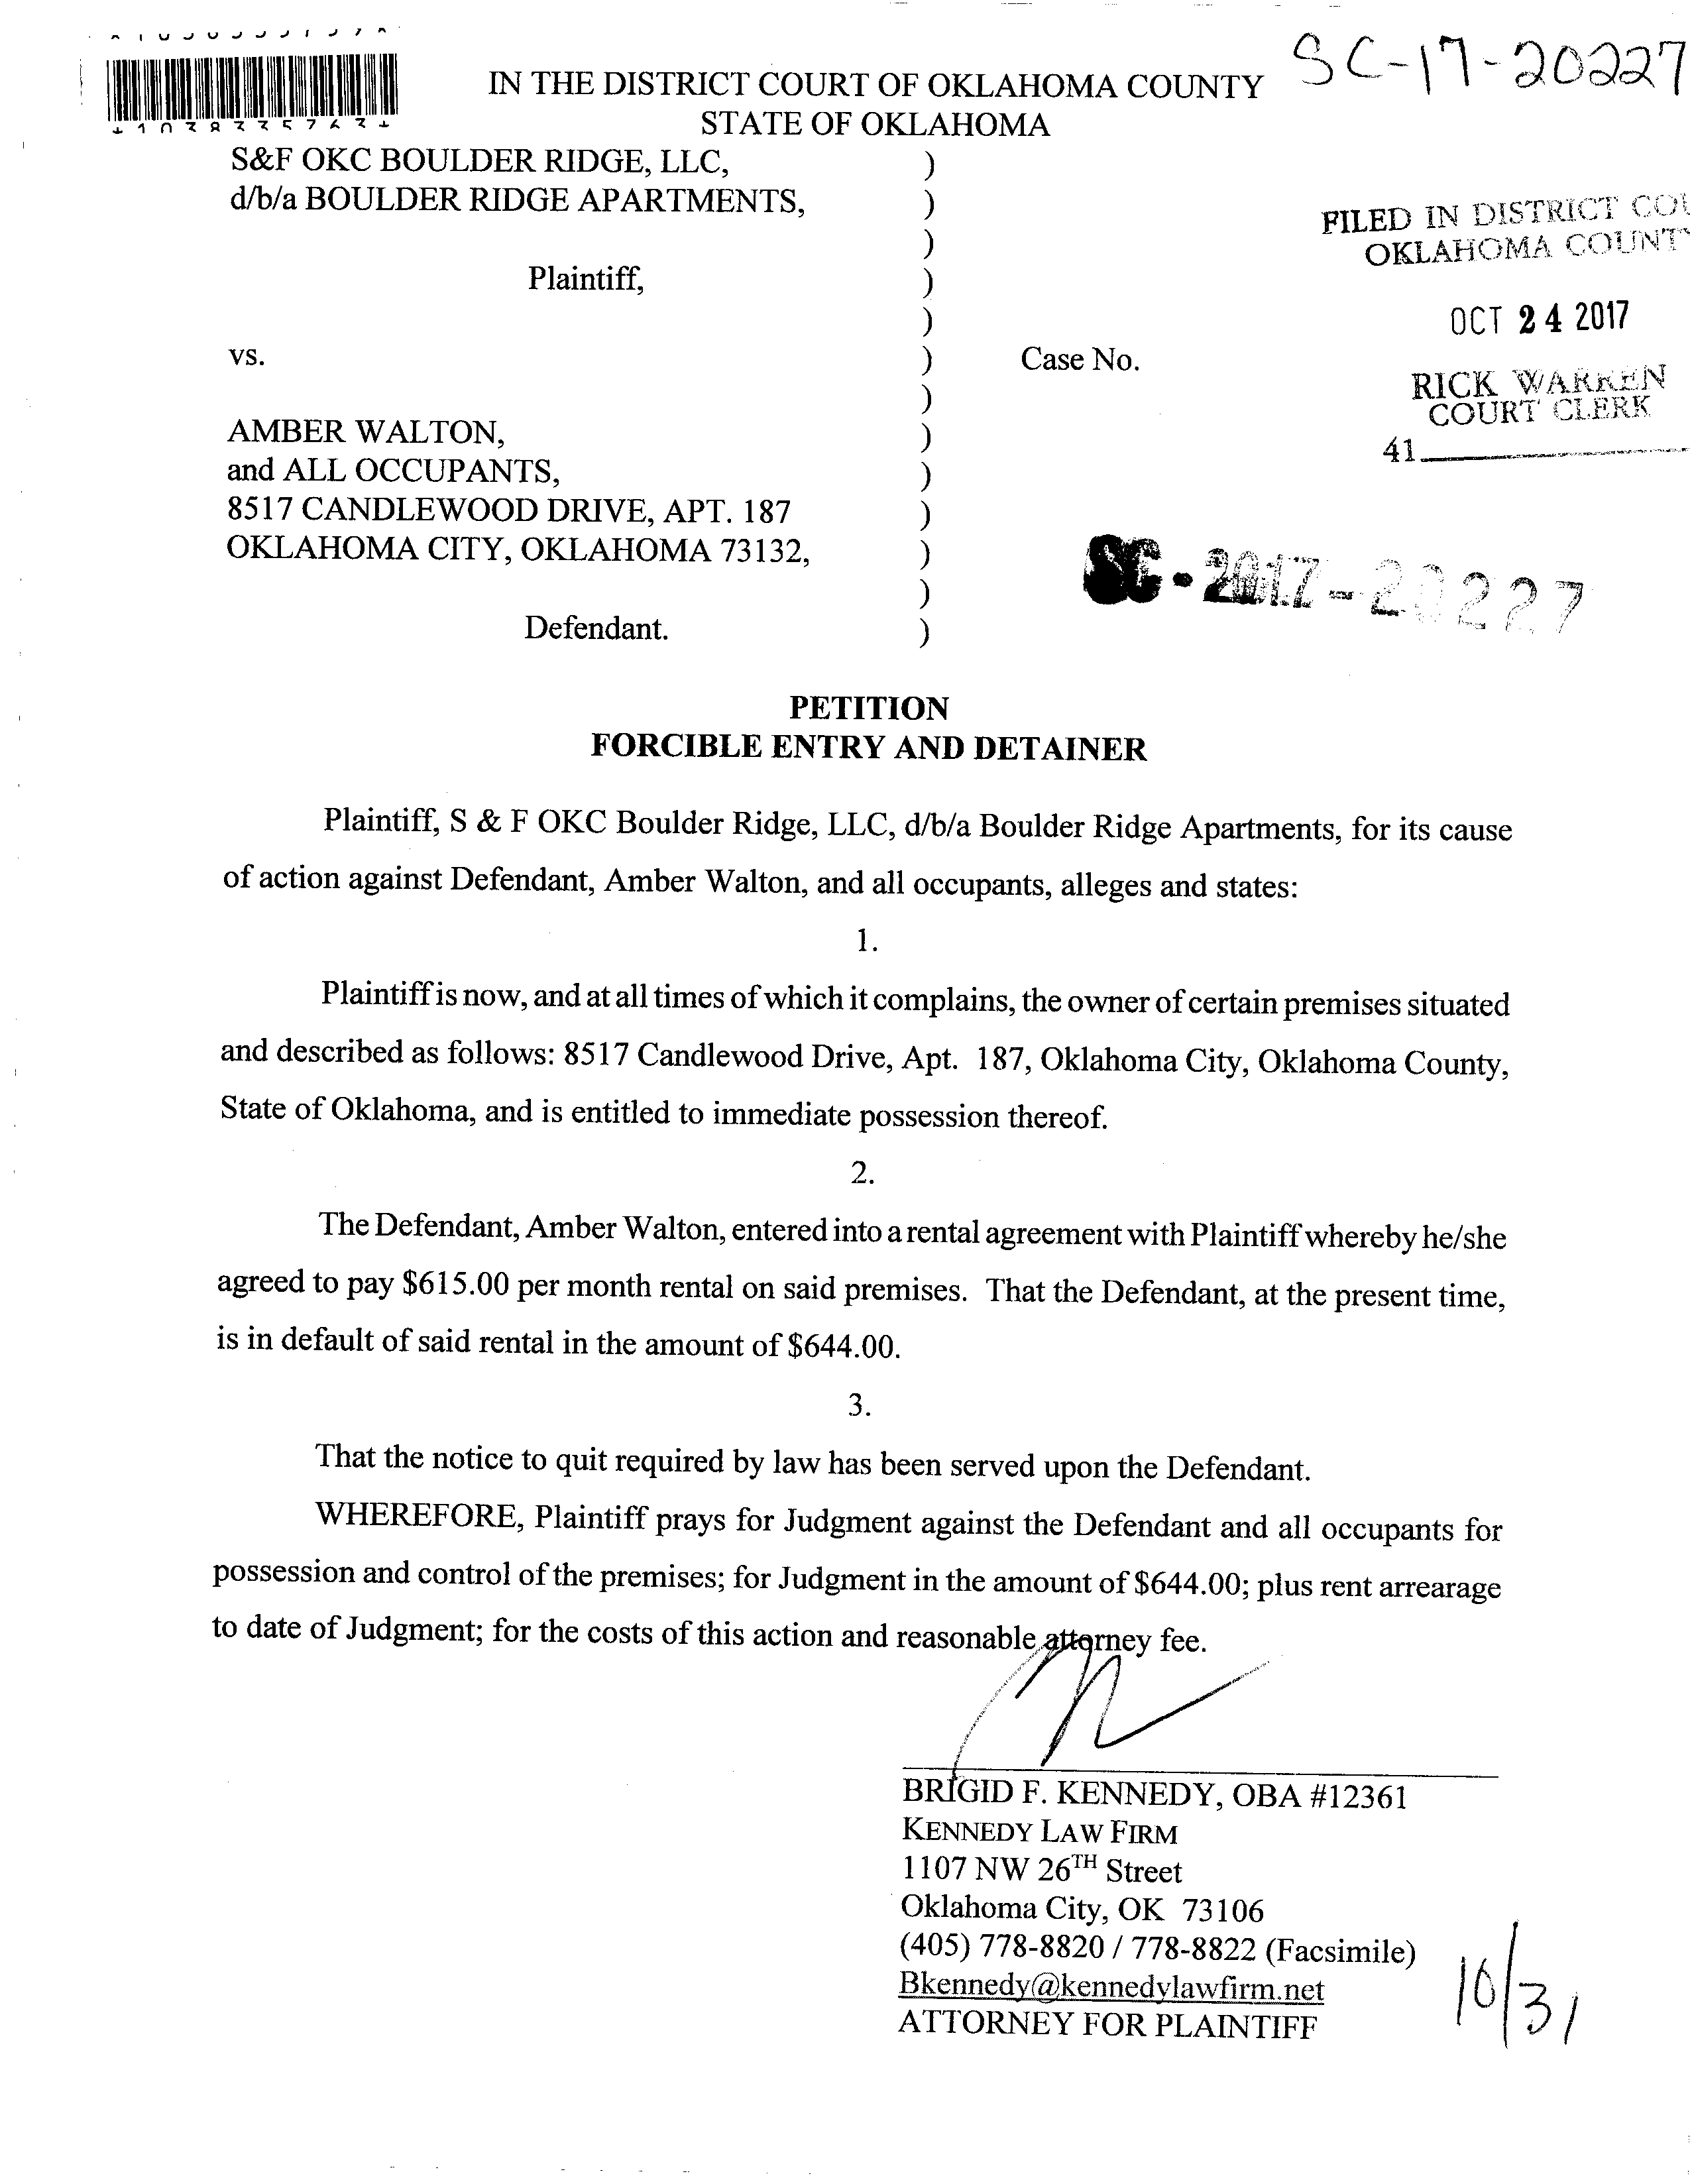 SC-17-20227
IN THE DISTRICT COURT OF OKLAHOMA COUNTY
STATE OF OKLAHOMA
S&F OKC BOULDER RIDGE, LLC, )
d/b/a BOULDER RIDGE APARTMENTS, )
)
Plaintiff, )
)
vs. ) Case No.
)
AMBER WALTON, )
and ALL OCCUPANTS, )
8517 CANDLEWOOD DRIVE, APT. 187 )
OKLAHOMA CITY, OKLAHOMA 73132, )
)
Defendant. )
FILED IN DISTRICT COU
OKLAHOMA COUNTY
OCT 24 2017
RICK WARREN
COURT CLERK
41
SC-2017-20227
PETITION
FORCIBLE ENTRY AND DETAINER
Plaintiff, S & F OKC Boulder Ridge, LLC, d/b/a Boulder Ridge Apartments, for its cause
of action against Defendant, Amber Walton, and all occupants, alleges and states:
1.
Plaintiff is now, and at all times of which it complains, the owner of certain premises situated
and described as follows: 8517 Candlewood Drive, Apt. 187, Oklahoma City, Oklahoma County,
State of Oklahoma, and is entitled to immediate possession thereof.
2.
The Defendant, Amber Walton, entered into a rental agreement with Plaintiff whereby he/she
agreed to pay $615.00 per month rental on said premises. That the Defendant, at the present time,
is in default of said rental in the amount of $644.00.
3.
That the notice to quit required by law has been served upon the Defendant.
WHEREFORE, Plaintiff prays for Judgment against the Defendant and all occupants for
possession and control of the premises; for Judgment in the amount of $644.00; plus rent arrearage
to date of Judgment; for the costs of this action and reasonable attorney fee.
BRIGID F. KENNEDY, OBA #12361
KENNEDY LAW FIRM
1107 NW 26TH Street
Oklahoma City, OK 73106
(405) 778-8820 / 778-8822 (Facsimile)
Bkennedy@kennedylawfirm.net
ATTORNEY FOR PLAINTIFF
10/31